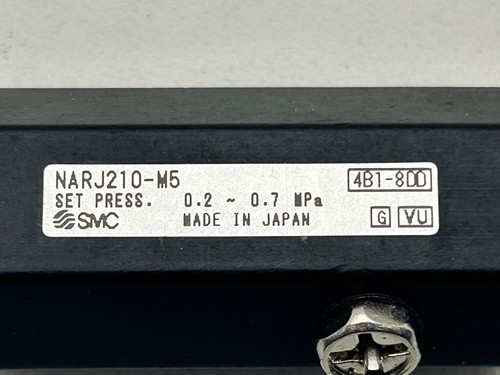 NARJ210-M5 4B1-8DD
SET PRESS. 0.2 ~ 0.7 MPa
SMC MADE IN JAPAN G VU